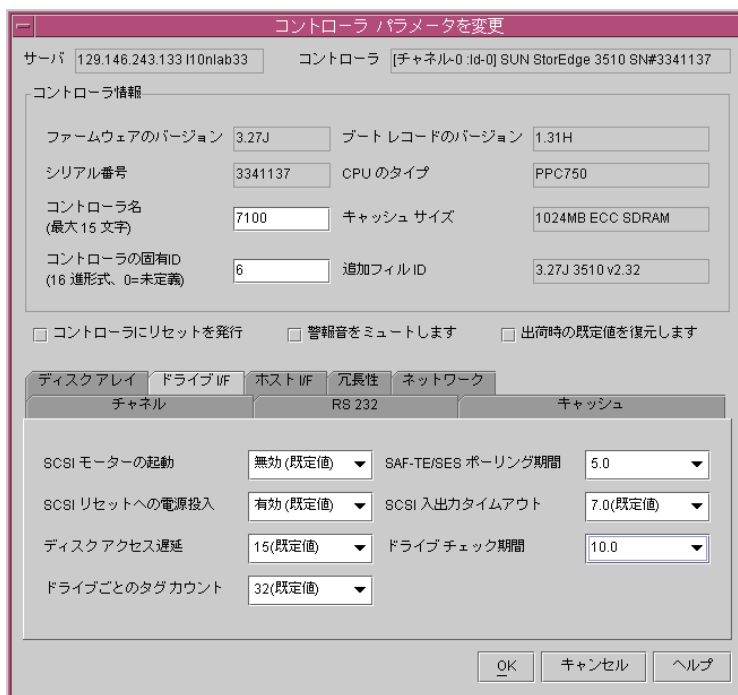 コントローラ パラメータを変更
サーバ 129.146.243.133 l10nlab33 コントローラ [チャネル-0 :Id-0] SUN StorEdge 3510 SN#3341137
コントローラ情報
ファームウェアのバージョン 3.27J ブート レコードのバージョン 1.31H
シリアル番号 3341137 CPU のタイプ PPC750
コントローラ名
(最大 15 文字) 7100 キャッシュ サイズ 1024MB ECC SDRAM
コントローラの固有ID
(16 進形式、0=未定義) 6 追加フィル ID 3.27J 3510 v2.32
コントローラにリセットを発行 警報音をミュートします 出荷時の既定値を復元します
ディスク アレイ ドライブ I/F ホスト I/F 冗長性 ネットワーク
チャネル RS 232 キャッシュ
SCSI モーターの起動 無効 (既定値) SAF-TE/SES ポーリング期間 5.0
SCSI リセットへの電源投入 有効 (既定値) SCSI 入出力タイムアウト 7.0(既定値)
ディスク アクセス遅延 15(既定値) ドライブ チェック期間 10.0
ドライブごとのタグ カウント 32(既定値)
OK キャンセル ヘルプ